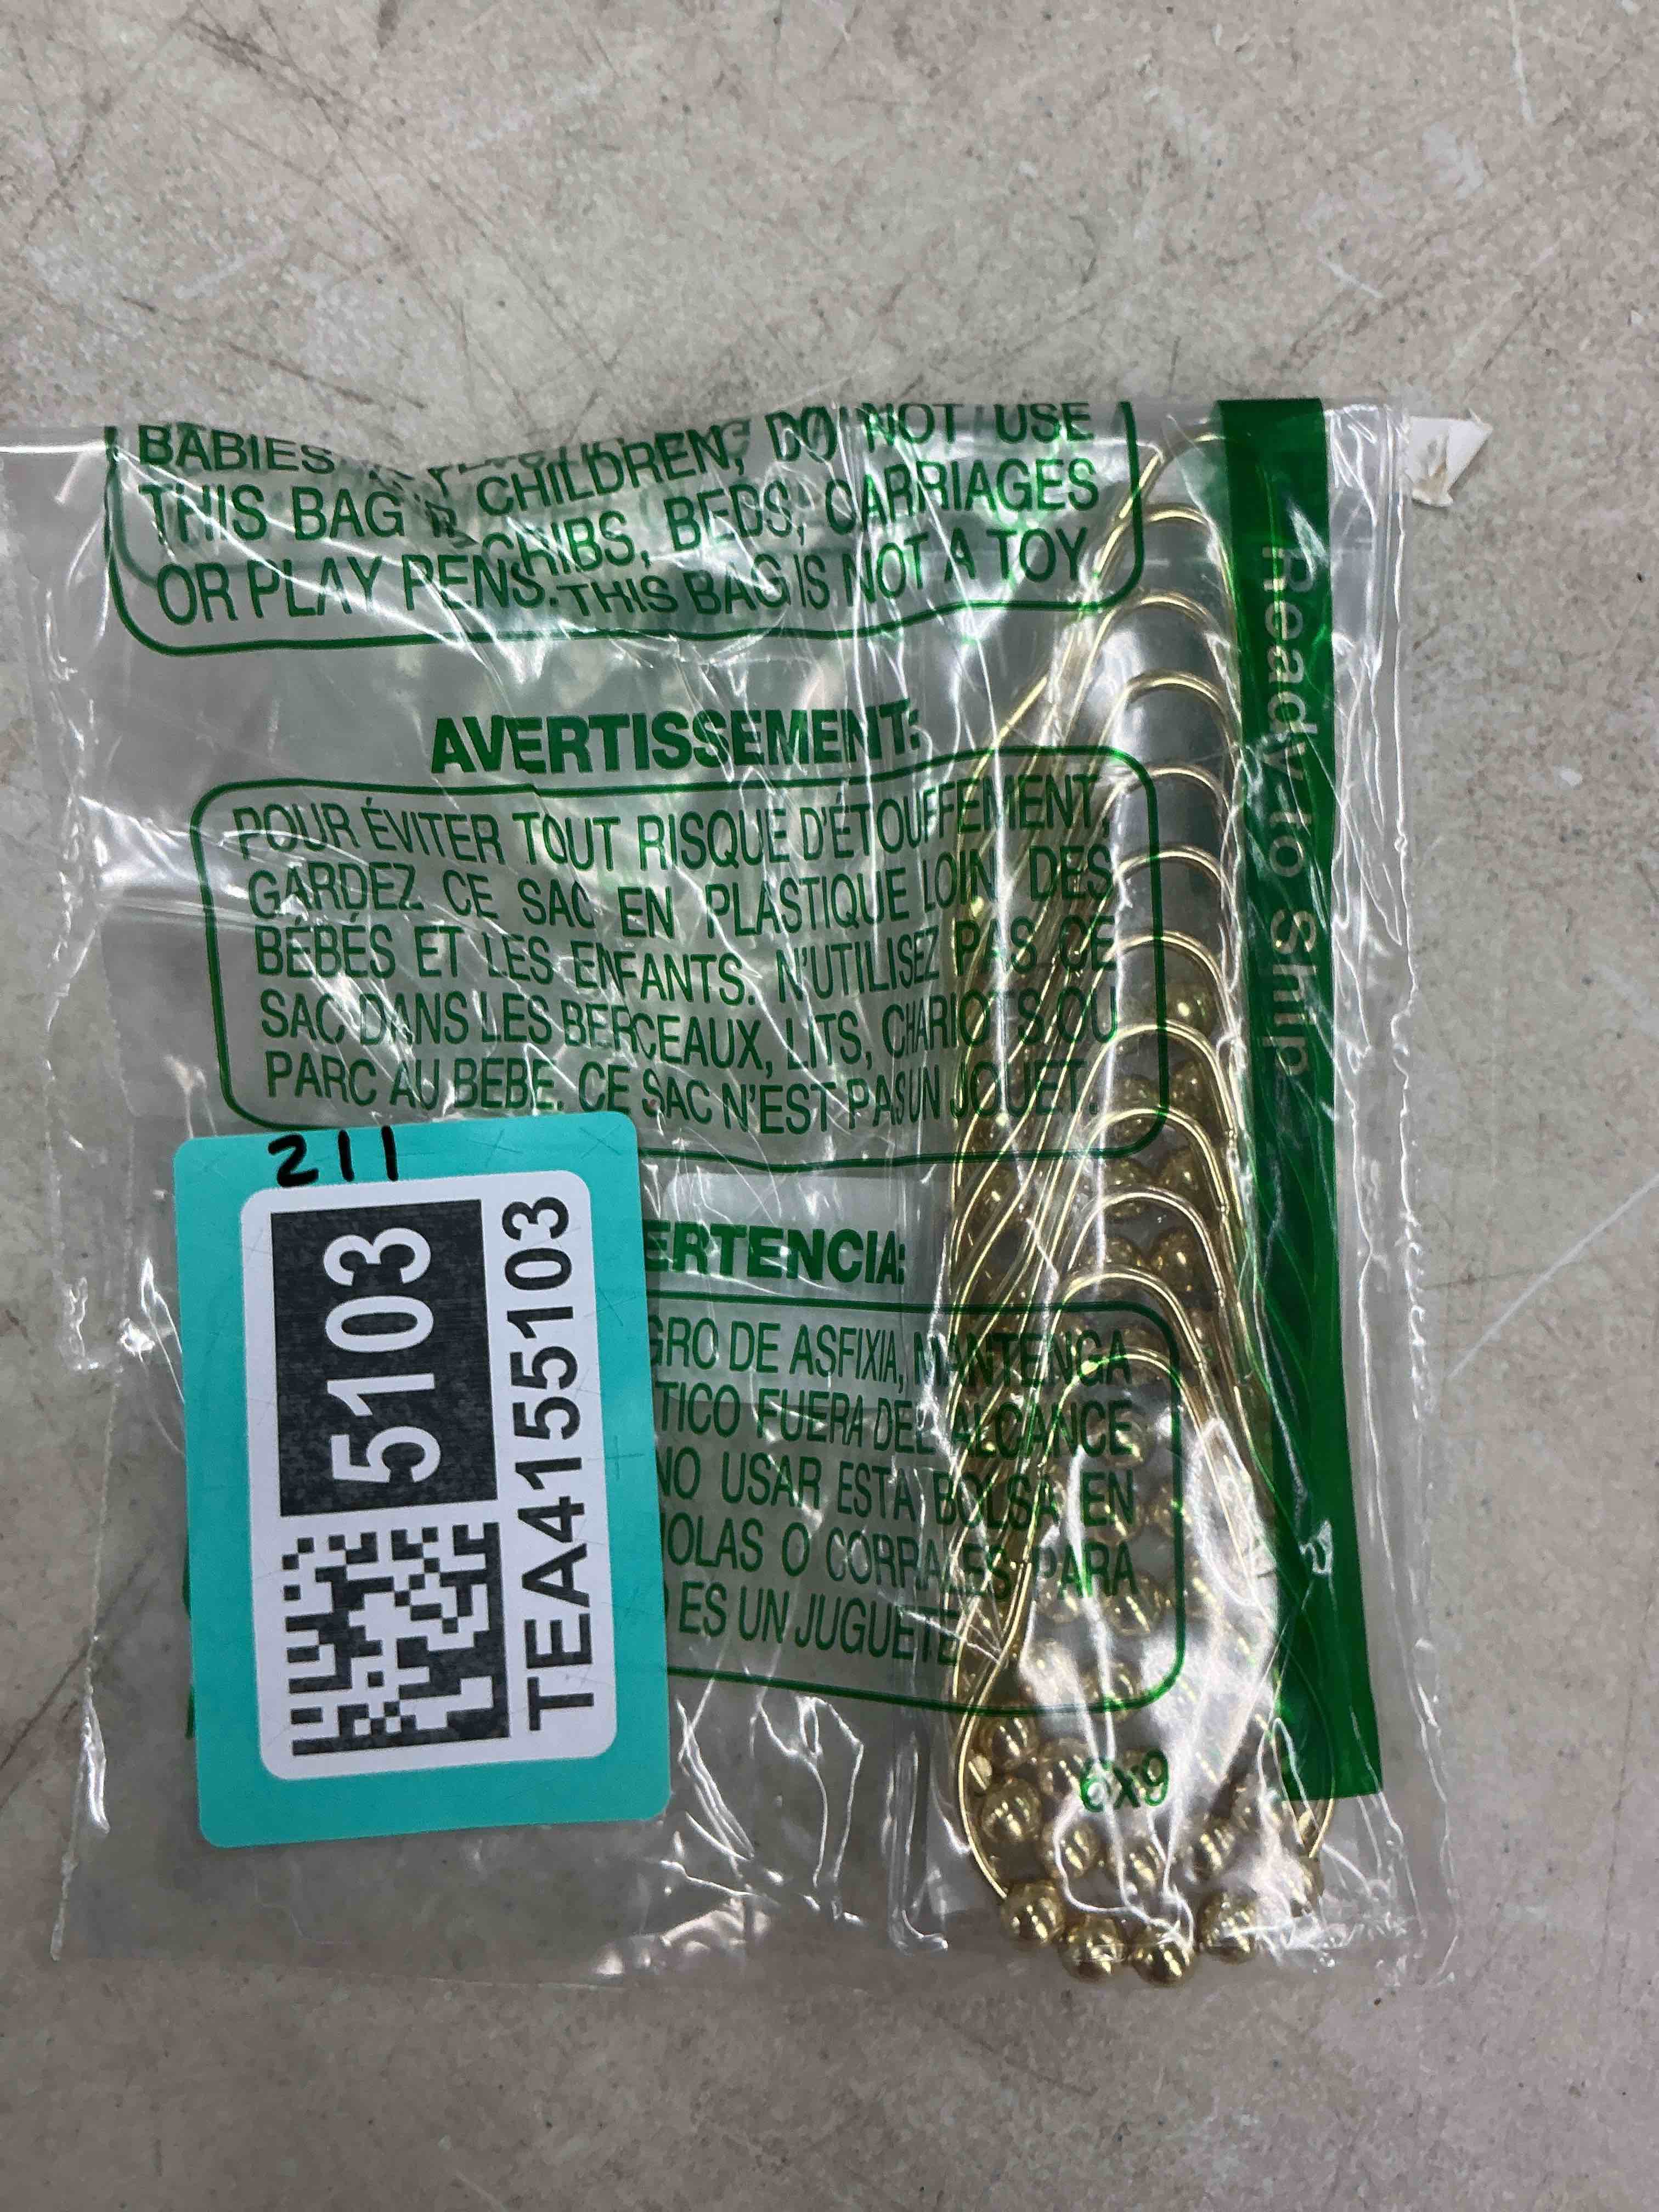 BABIES
CHILDREN, DO NOT USE
THIS BAG IN CRIBS, BEDS, CARRIAGES
OR PLAY PENS. THIS BAG IS NOT A TOY.
AVERTISSEMENT:
POUR ÉVITER TOUT RISQUE D'ÉTOUFFEMENT,
GARDEZ CE SAC EN PLASTIQUE LOIN DES
BÉBÉS ET LES ENFANTS. N'UTILISEZ PAS CE
SAC DANS LES BERCEAUX, LITS, CHARIOTS OU
PARC AU BEBE. CE SAC N'EST PAS UN JOUET.
ERTENCIA:
GRO DE ASFIXIA, MANTENGA
TICO FUERA DEL ALCANCE
NO USAR ESTA BOLSA EN
OLAS O CORRALES PARA
ES UN JUGUETE
6x9
Ready to Ship
211
5103
TEA4155103